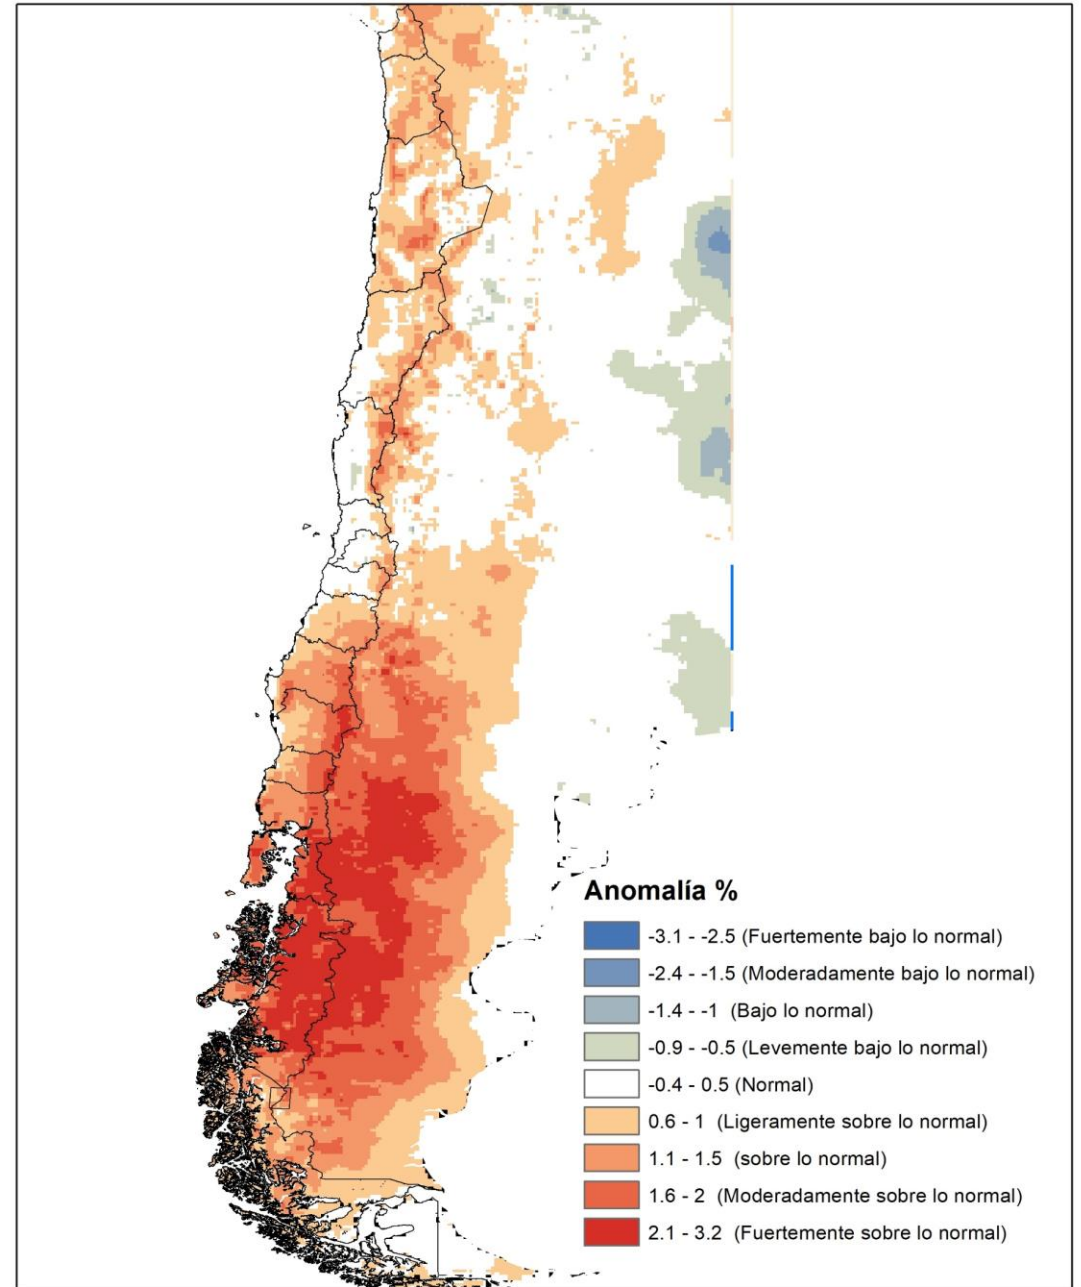 Anomalía %
-3.1 - -2.5 (Fuertemente bajo lo normal)
-2.4 - -1.5 (Moderadamente bajo lo normal)
-1.4 - -1 (Bajo lo normal)
-0.9 - -0.5 (Levemente bajo lo normal)
-0.4 - 0.5 (Normal)
0.6 - 1 (Ligeramente sobre lo normal)
1.1 - 1.5 (sobre lo normal)
1.6 - 2 (Moderadamente sobre lo normal)
2.1 - 3.2 (Fuertemente sobre lo normal)